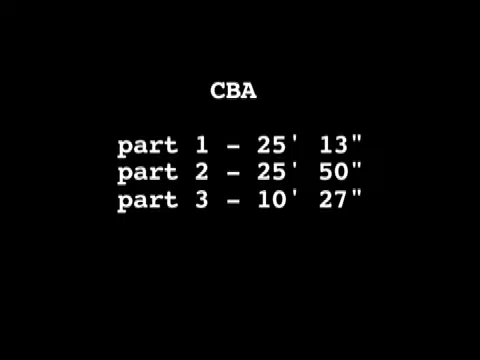 CBA
part 1 - 25' 13"
part 2 - 25' 50"
part 3 - 10' 27"